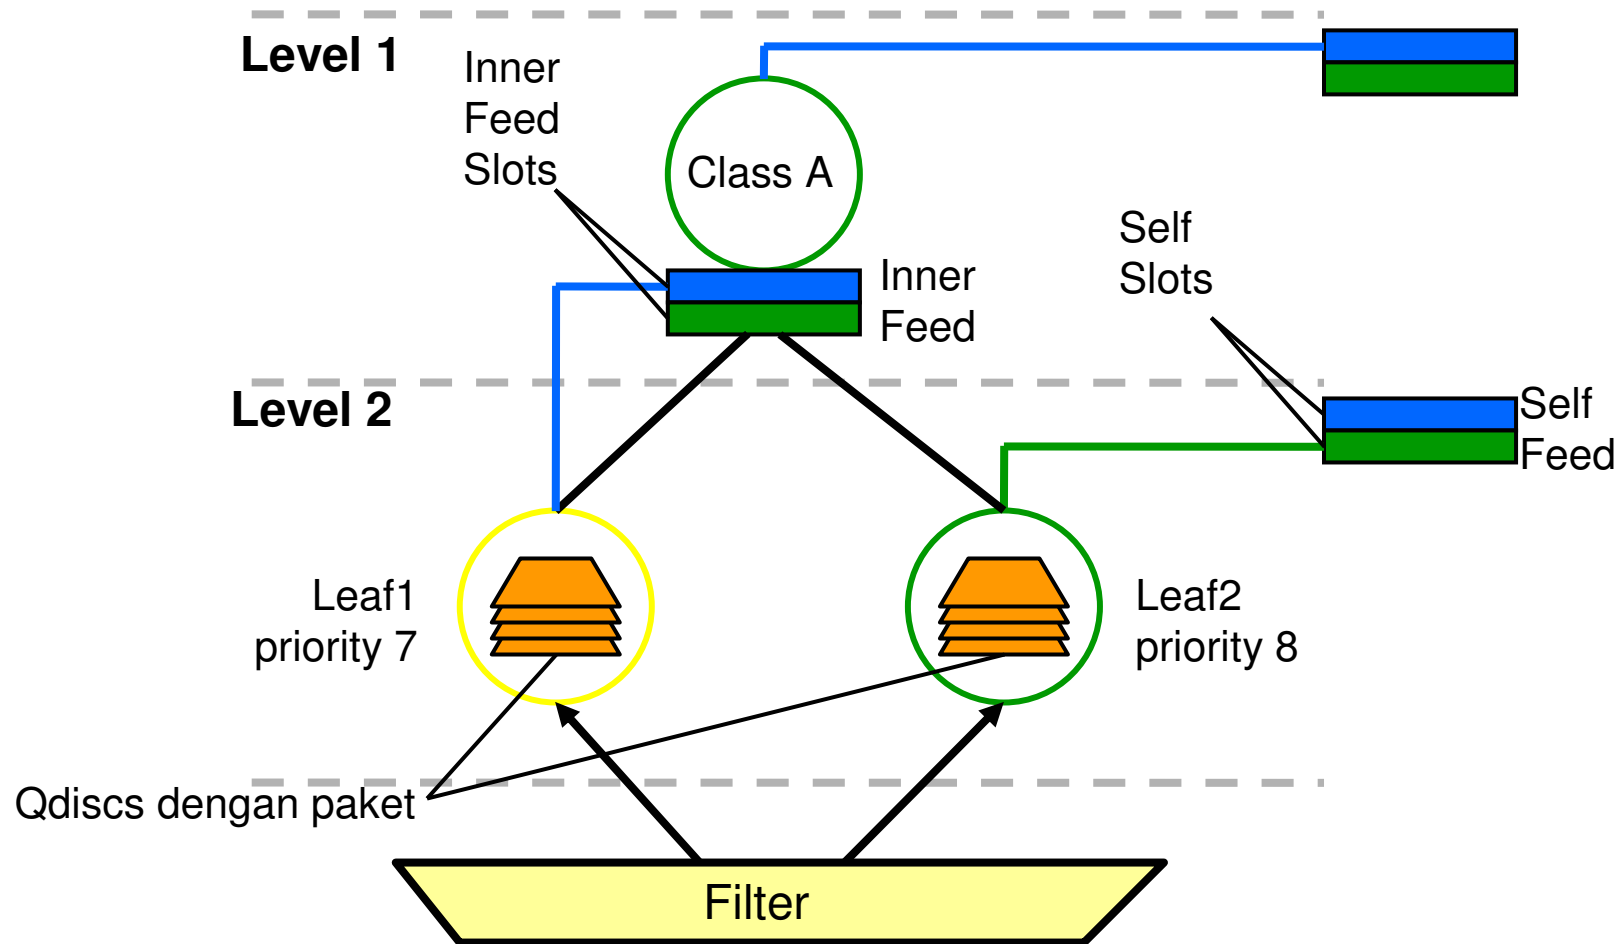 Level 1
Inner
Feed
Slots
Class A
Self
Slots
Inner
Feed
Level 2
Self
Feed
Leaf1
priority 7
Leaf2
priority 8
Qdiscs dengan paket
Filter